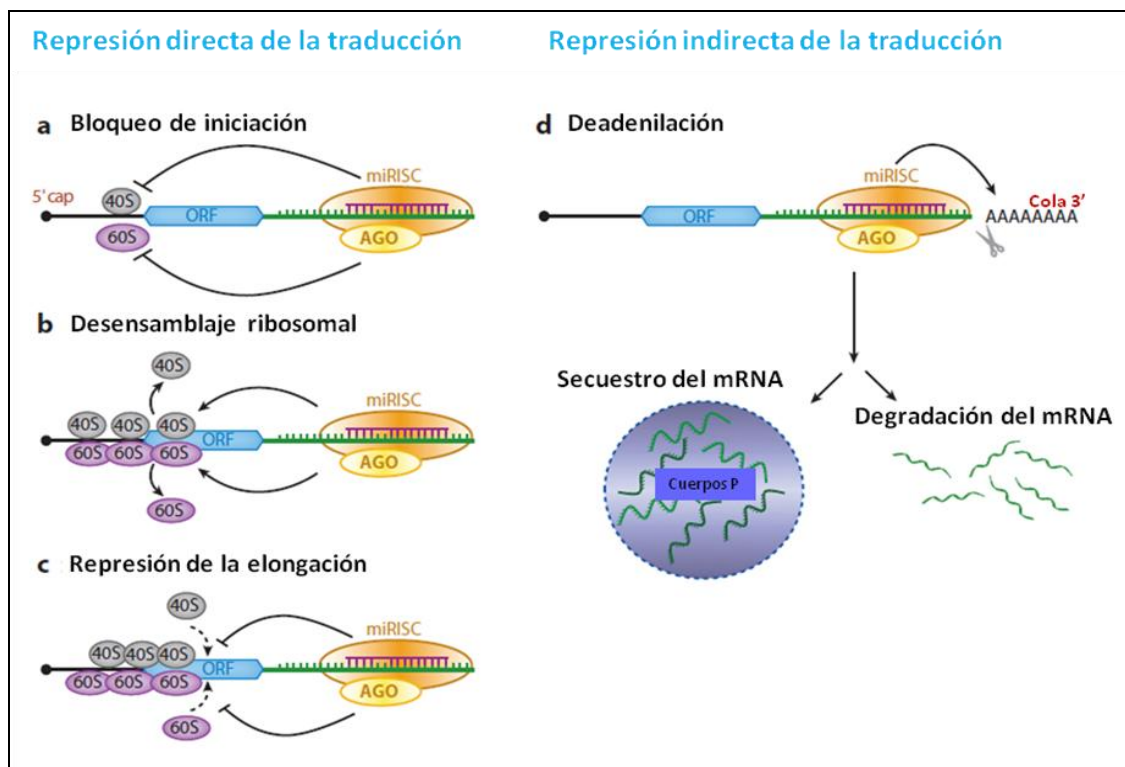 Represión directa de la traducción
a Bloqueo de iniciación
miRISC
5' cap
40S
ORF
60S
AGO
b Desensamblaje ribosomal
40S
miRISC
40S 40S 40S
60S 60S 60S
ORF
AGO
60S
c Represión de la elongación
40S
miRISC
40S 40S 40S
60S 60S 60S
ORF
AGO
60S
Represión indirecta de la traducción
d Deadenilación
miRISC
Cola 3'
ORF
AAAAAAAA
AGO
Secuestro del mRNA
Cuerpos P
Degradación del mRNA